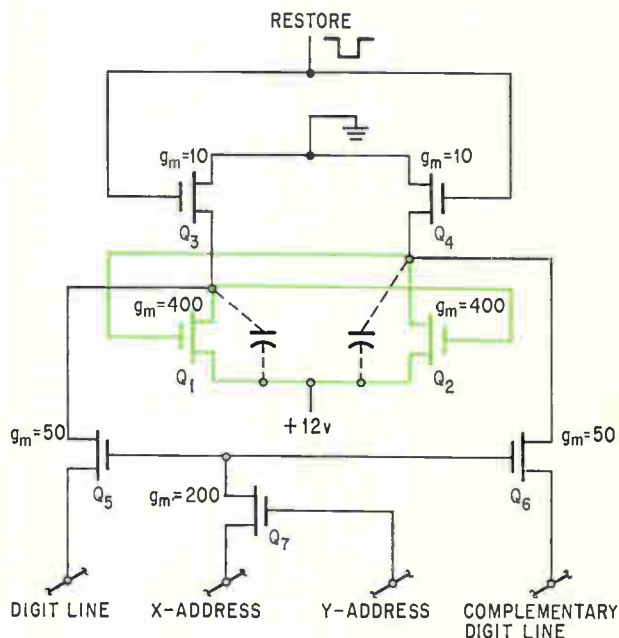 RESTORE
gm=10
gm=10
Q3
Q4
gm=400
gm=400
Q1
Q2
+12v
gm=50
gm=50
Q5
gm=200
Q6
Q7
DIGIT LINE
X-ADDRESS
Y-ADDRESS
COMPLEMENTARY
DIGIT LINE